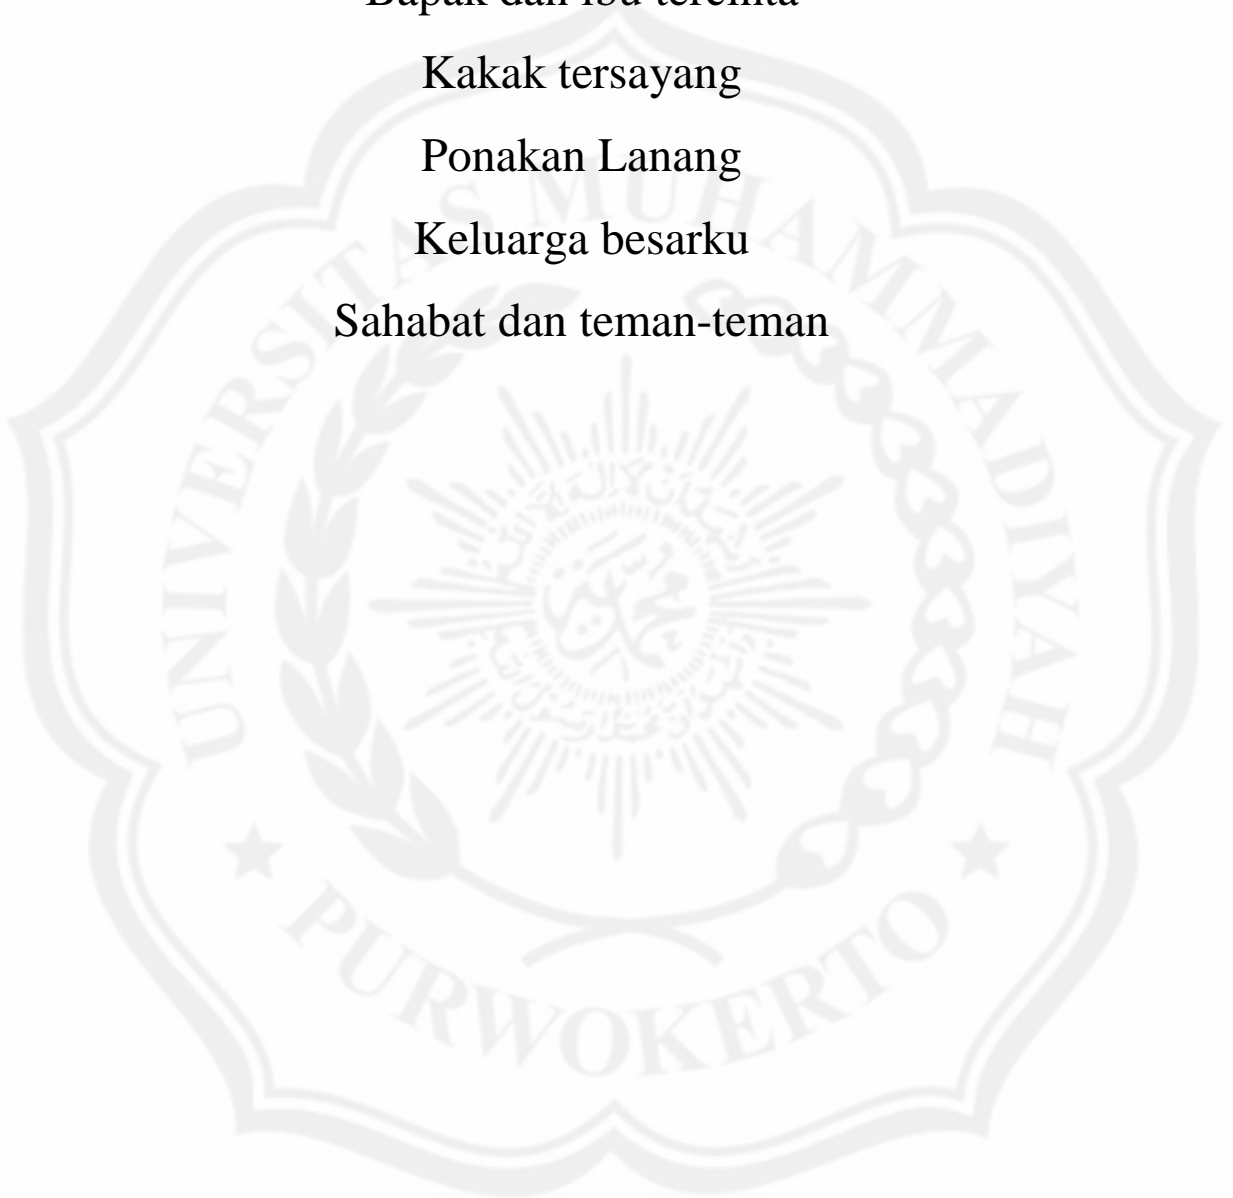 Bapak dan Ibu tercinta
Kakak tersayang
Ponakan Lanang
Keluarga besarku
Sahabat dan teman-teman
UNIVERSITAS MUHAMMADIYAH
PURWOKERTO